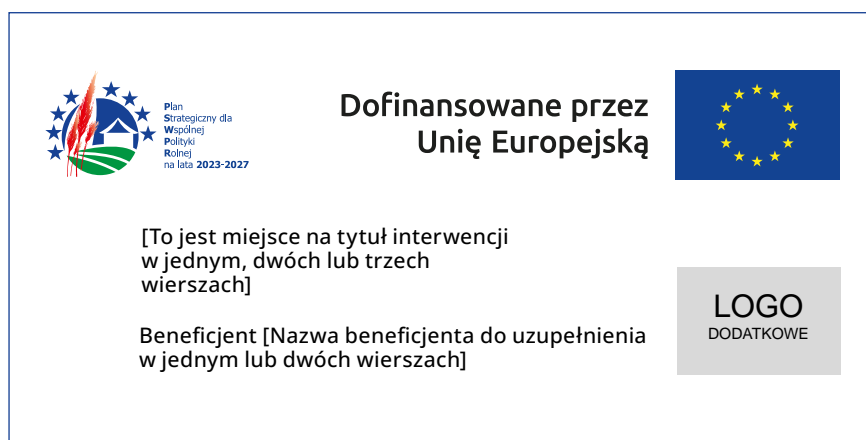 Plan
Strategiczny dla
Wspólnej
Polityki
Rolnej
na lata 2023-2027
Dofinansowane przez
Unię Europejską
[To jest miejsce na tytuł interwencji
w jednym, dwóch lub trzech
wierszach]
LOGO
DODATKOWE
Beneficjent [Nazwa beneficjenta do uzupełnienia
w jednym lub dwóch wierszach]